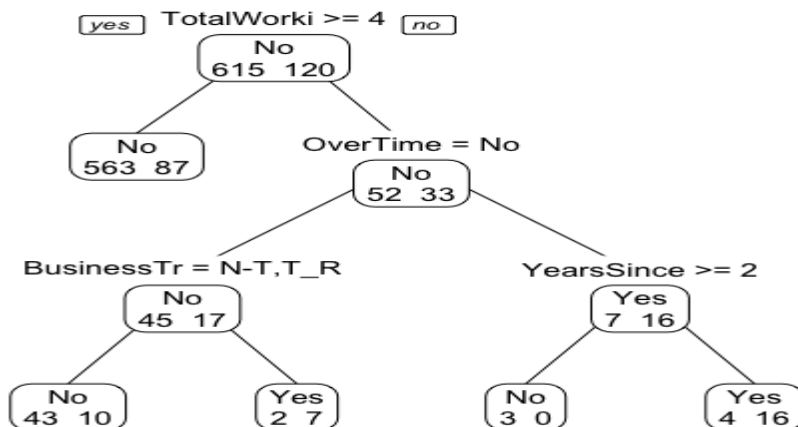 yes TotalWorki >= 4 no
No
615 120
No
563 87
OverTime = No
No
52 33
BusinessTr = N-T,T_R
No
45 17
YearsSince >= 2
Yes
7 16
No
43 10
Yes
2 7
No
3 0
Yes
4 16